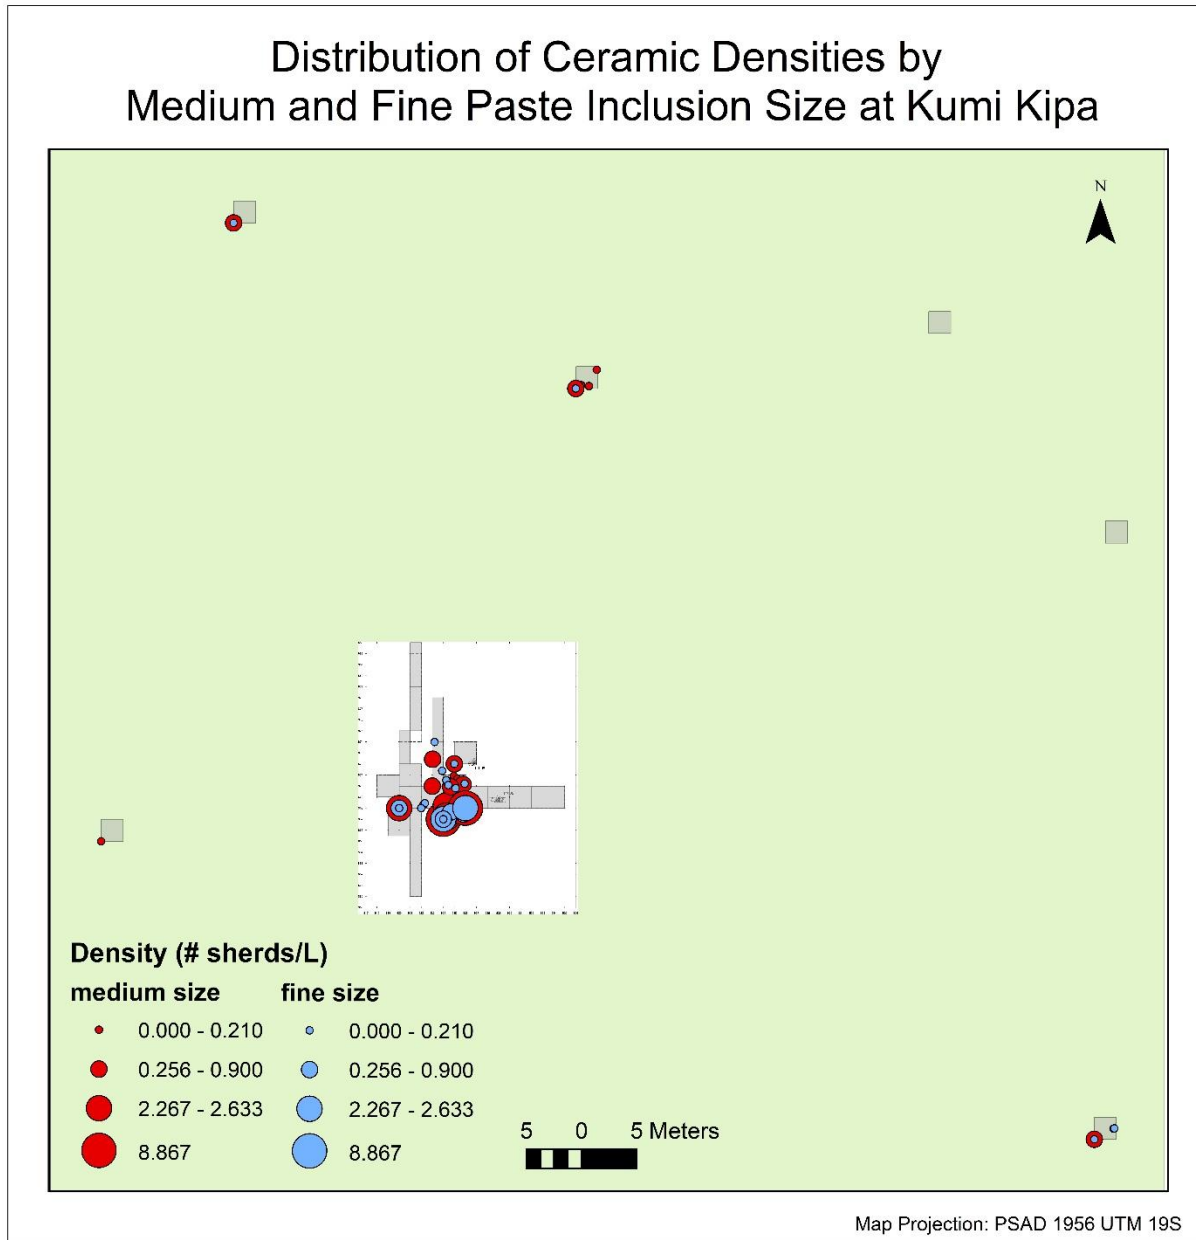 Distribution of Ceramic Densities by
Medium and Fine Paste Inclusion Size at Kumi Kipa
N
Density (# sherds/L)
medium size fine size
0.000 - 0.210 0.000 - 0.210
0.256 - 0.900 0.256 - 0.900
2.267 - 2.633 2.267 - 2.633
8.867 8.867
5 0 5 Meters
Map Projection: PSAD 1956 UTM 19S